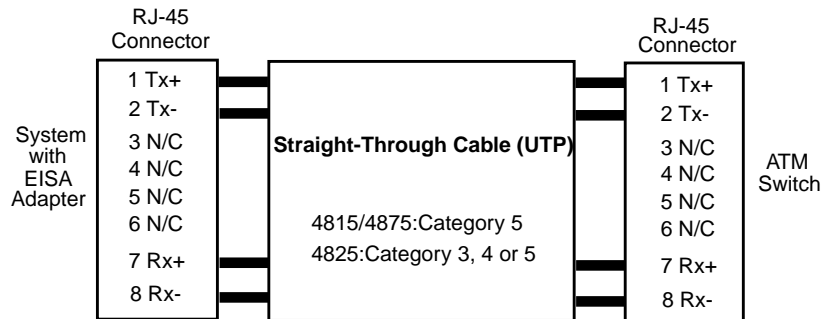 RJ-45
Connector
1 Tx+
2 Tx-
3 N/C
4 N/C
5 N/C
6 N/C
7 Rx+
8 Rx-
System
with
EISA
Adapter
Straight-Through Cable (UTP)
4815/4875:Category 5
4825:Category 3, 4 or 5
RJ-45
Connector
1 Tx+
2 Tx-
3 N/C
4 N/C
5 N/C
6 N/C
7 Rx+
8 Rx-
ATM
Switch